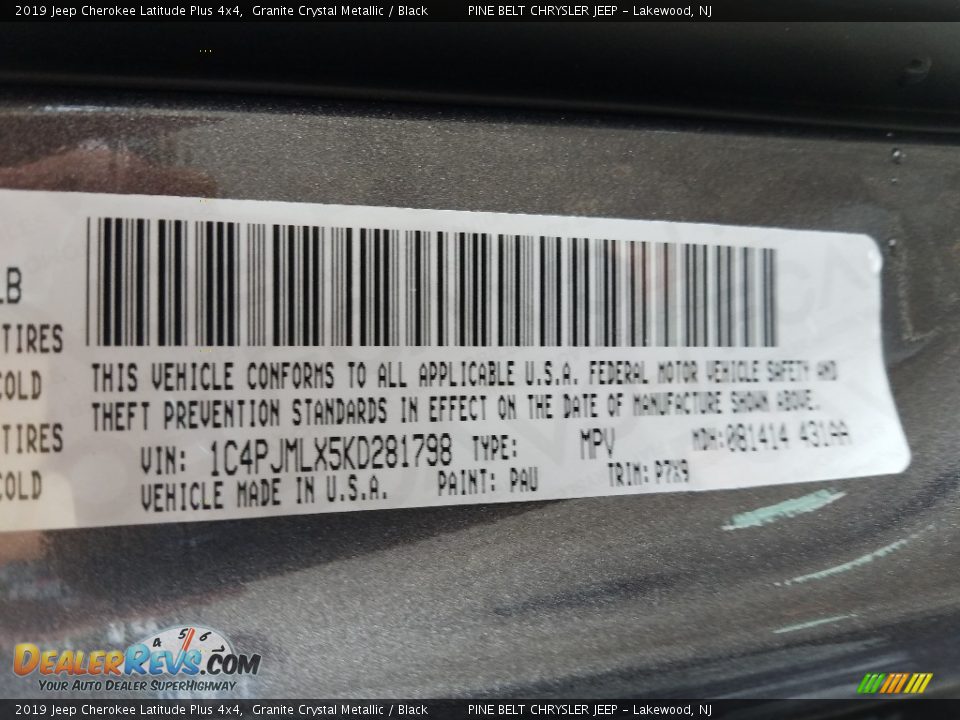 2019 Jeep Cherokee Latitude Plus 4x4, Granite Crystal Metallic / Black PINE BELT CHRYSLER JEEP - Lakewood, NJ
LB
TIRES
COLD
TIRES
COLD
THIS VEHICLE CONFORMS TO ALL APPLICABLE U.S.A. FEDERAL MOTOR VEHICLE SAFETY AND
THEFT PREVENTION STANDARDS IN EFFECT ON THE DATE OF MANUFACTURE SHOWN ABOVE.
VIN: 1C4PJMLX5KD281798 TYPE: MPV MDH:081414 431AA
VEHICLE MADE IN U.S.A. PAINT: PAU TRIM: P7X9
4 5 6
DEALERREVS.COM
YOUR AUTO DEALER SUPERHIGHWAY
2019 Jeep Cherokee Latitude Plus 4x4, Granite Crystal Metallic / Black PINE BELT CHRYSLER JEEP - Lakewood, NJ